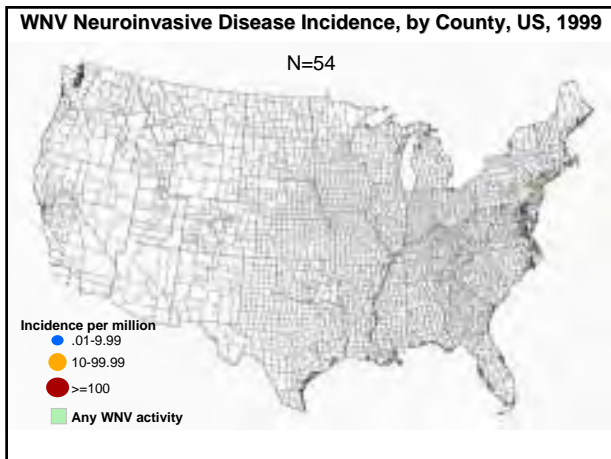 WNV Neuroinvasive Disease Incidence, by County, US, 1999
N=54
Incidence per million
.01-9.99
10-99.99
>=100
Any WNV activity